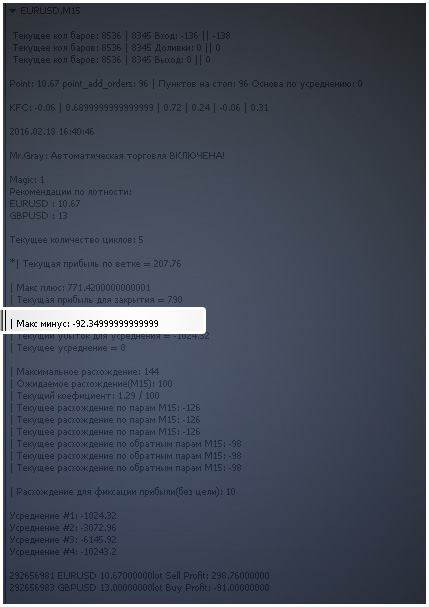 ▼ EURUSD,M15
Текущее кол баров: 8536 | 8345 Вход: -136 || -138
Текущее кол баров: 8536 | 8345 Доливки: 0 || 0
Текущее кол баров: 8536 | 8345 Выход: 0 || 0
Point: 10.67 point_add_orders: 96 | Пунктов на стоп: 96 Основа по усреднению: 0
KFC: -0.06 | 0.6899999999999999 | 0.72 | 0.24 | -0.06 | 0.31
2016.02.18 16:40:46
Mr.Gray: Автоматическая торговля ВКЛЮЧЕНА!
Magic: 1
Рекомендации по лотности:
EURUSD : 10.67
GBPUSD : 13
Текущее количество циклов: 5
*| Текущая прибыль по ветке = 207.76
| Макс плюс: 771.4200000000001
| Текущая прибыль для закрытия = 790
| Макс минус: -92.34999999999999
| Текущий убыток для усреднения = -1024.32
| Текущее усреднение = 0
| Максимальное расхождение: 144
| Ожидаемое расхождение(M15): 100
| Текущий коефициент: 1.29 / 100
| Текущее расхождение по парам M15: -126
| Текущее расхождение по парам M15: -126
| Текущее расхождение по парам M15: -126
| Текущее расхождение по обратным парам M15: -98
| Текущее расхождение по обратным парам M15: -98
| Текущее расхождение по обратным парам M15: -98
| Расхождение для фиксации прибыли(без цели): 10
Усреднение #1: -1024.32
Усреднение #2: -3072.96
Усреднение #3: -6145.92
Усреднение #4: -10243.2
292656981 EURUSD 10.67000000lot Sell Profit: 298.76000000
292656983 GBPUSD 13.00000000lot Buy Profit: -91.00000000